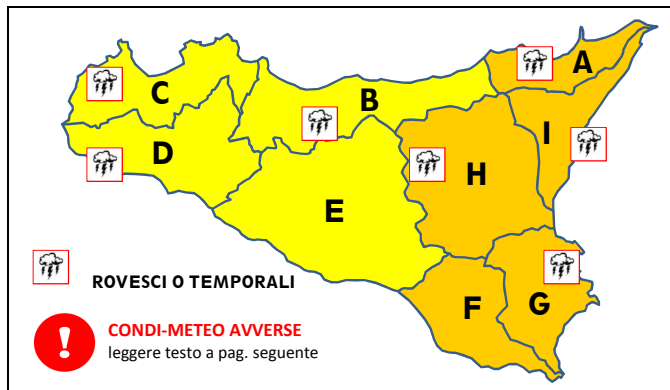 A
C
B
I
D
H
E
F
G
ROVESCI O TEMPORALI
CONDI-METEO AVVERSE
leggere testo a pag. seguente
!